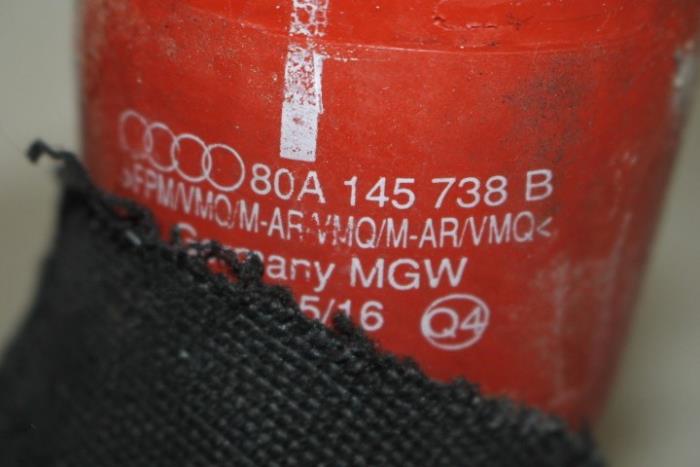 80A 145 738 B
>FPM/VMQ/M-AR-VMQ/M-AR/VMQ<
Germany MGW
5/16 Q4